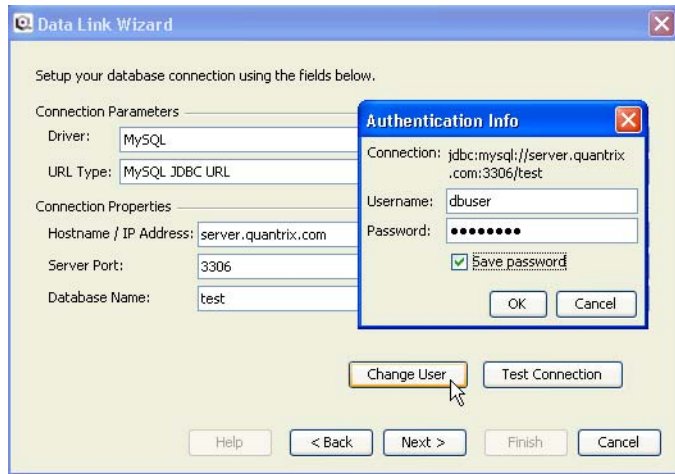 Data Link Wizard
Setup your database connection using the fields below.
Connection Parameters
Driver: MySQL
URL Type: MySQL JDBC URL
Connection Properties
Hostname / IP Address: server.quantrix.com
Server Port: 3306
Database Name: test
Authentication Info
Connection: jdbc:mysql://server.quantrix
.com:3306/test
Username: dbuser
Password: ●●●●●●●●
Save password
OK Cancel
Change User Test Connection
Help < Back Next > Finish Cancel